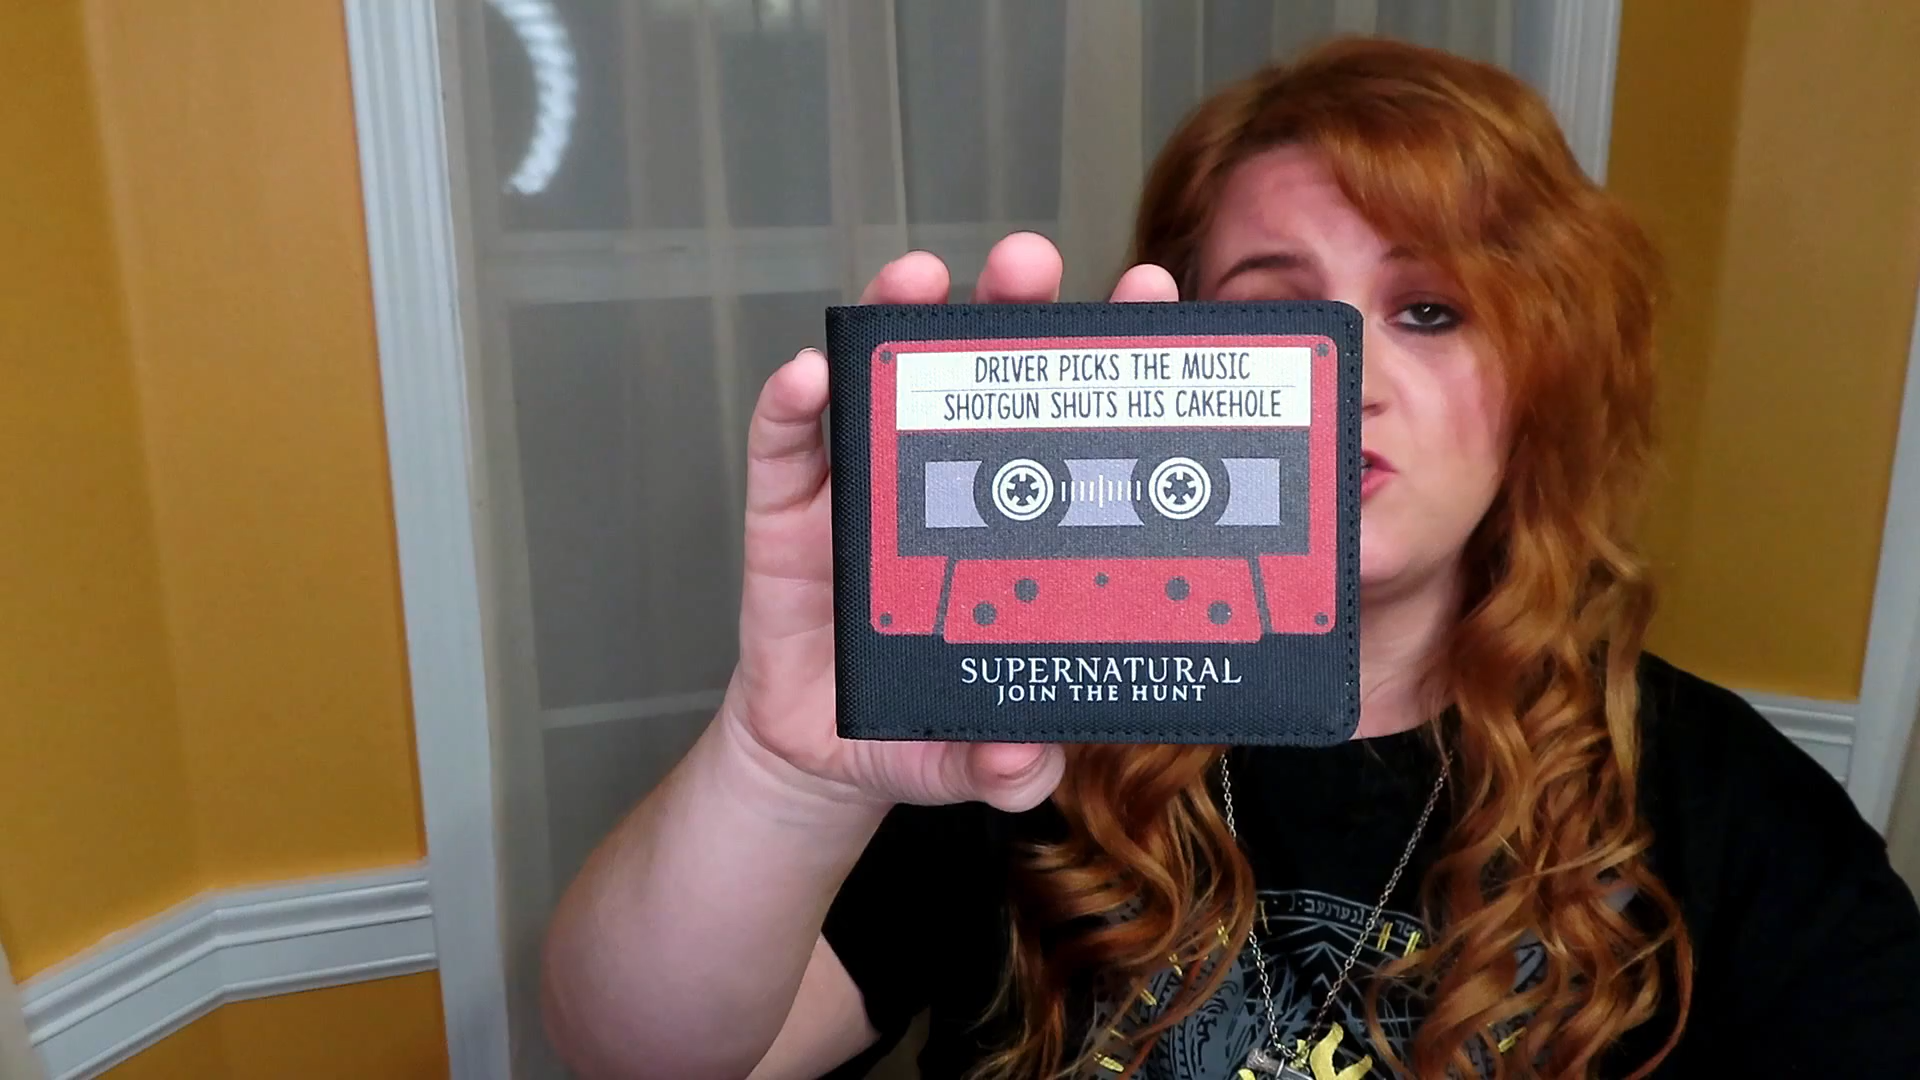 DRIVER PICKS THE MUSIC
SHOTGUN SHUTS HIS CAKEHOLE
SUPERNATURAL
JOIN THE HUNT